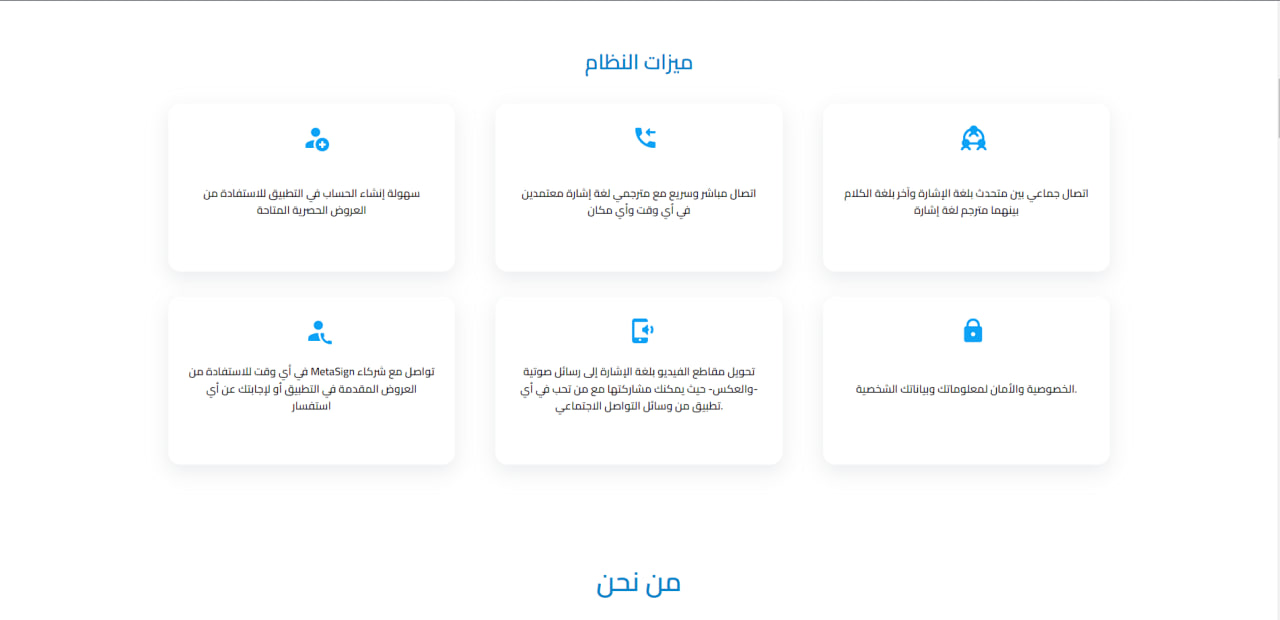 ميزات النظام
اتصال جماعي بين متحدث بلغة الإشارة وآخر بلغة الكلام
بينهما مترجم لغة إشارة
اتصال مباشر وسريع مع مترجمي لغة إشارة معتمدين
في أي وقت وأي مكان
سهولة إنشاء الحساب في التطبيق للاستفادة من
العروض الحصرية المتاحة
.الخصوصية والأمان لمعلوماتك وبياناتك الشخصية
تحويل مقاطع الفيديو بلغة الإشارة إلى رسائل صوتية
-والعكس- حيث يمكنك مشاركتها مع من تحب في أي
.تطبيق من وسائل التواصل الاجتماعي
تواصل مع شركاء MetaSign في أي وقت للاستفادة من
العروض المقدمة في التطبيق أو لإجابتك عن أي
استفسار
من نحن